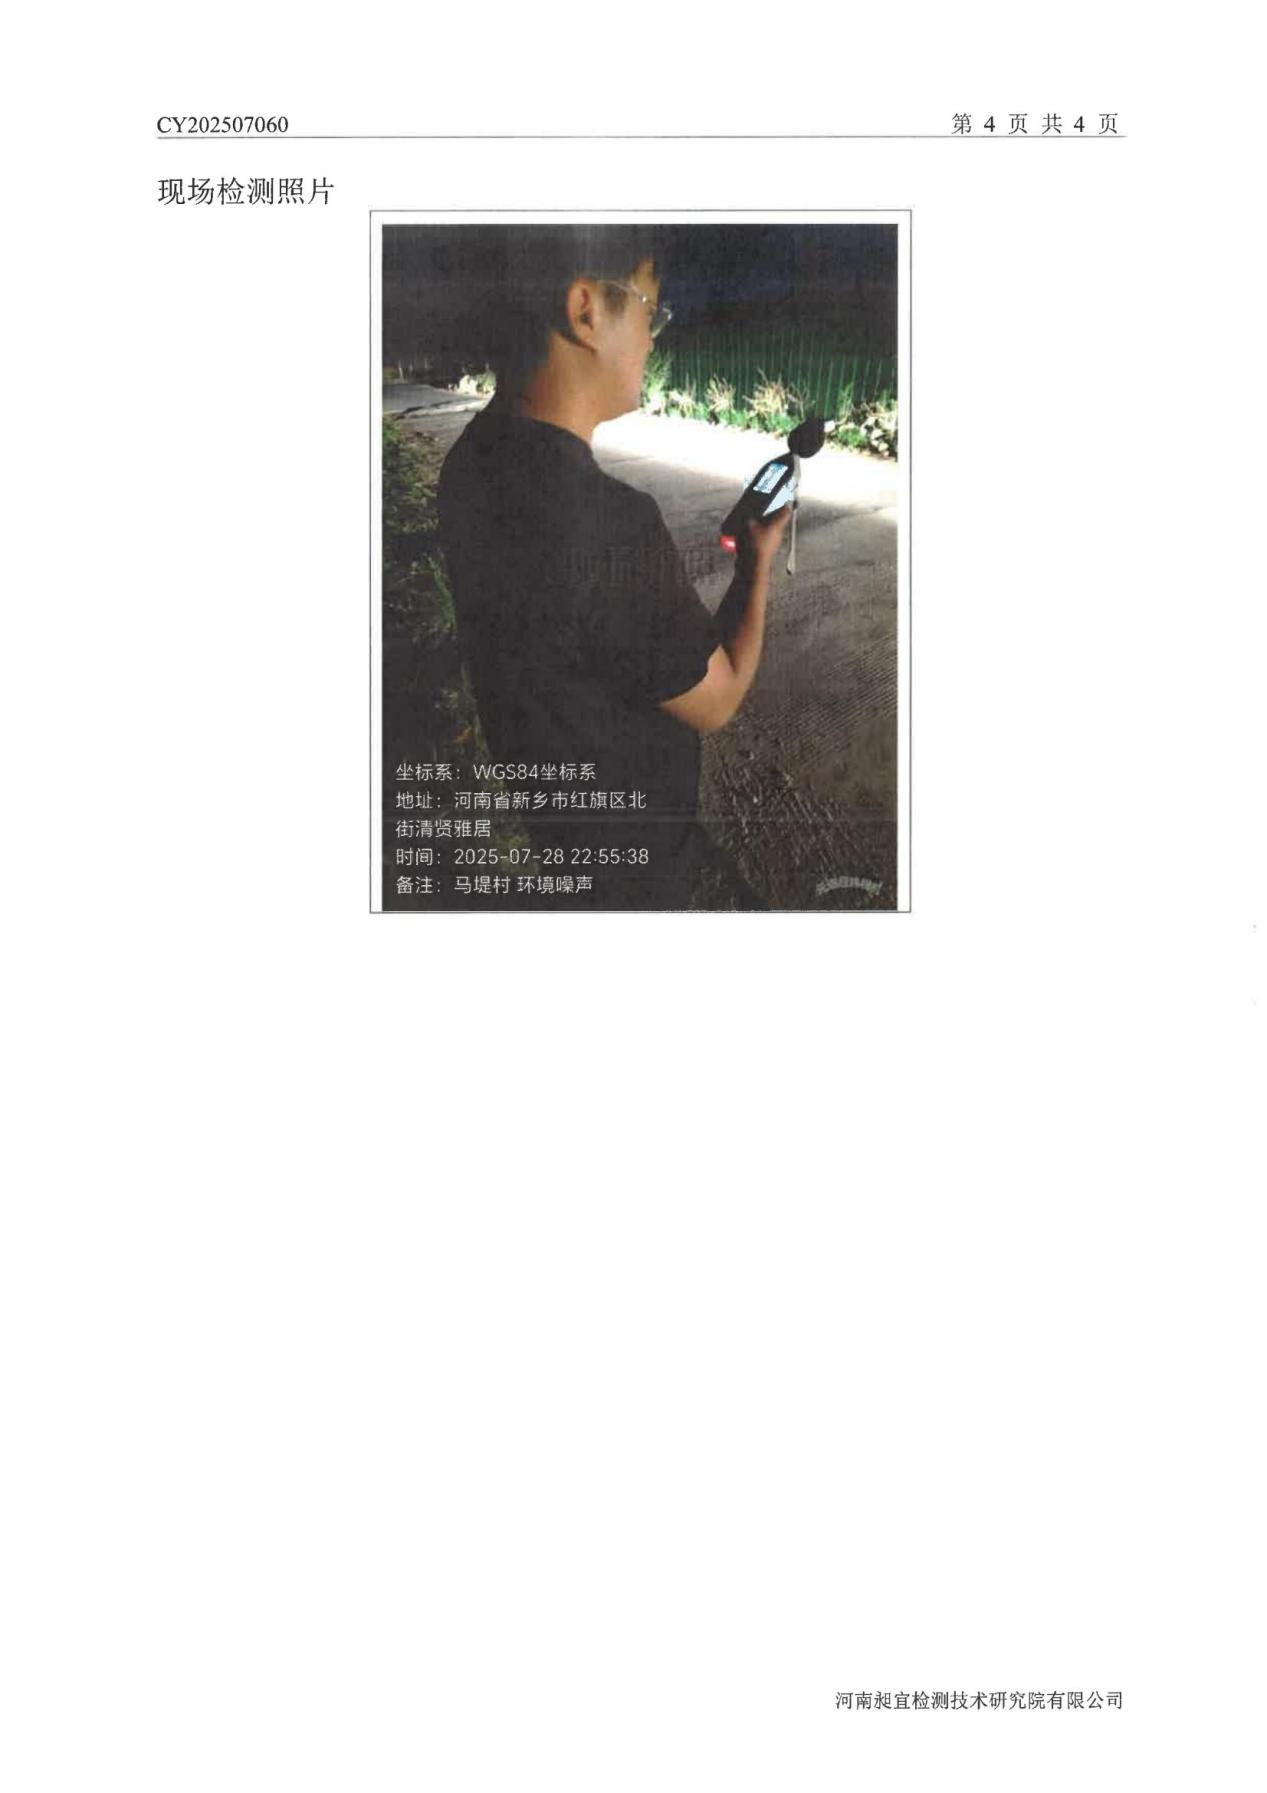 CY202507060
第 4 页 共 4 页
现场检测照片
坐标系：WGS84坐标系
地址：河南省新乡市红旗区北
街清贤雅居
时间：2025-07-28 22:55:38
备注：马堤村 环境噪声
河南昶宜检测技术研究院有限公司